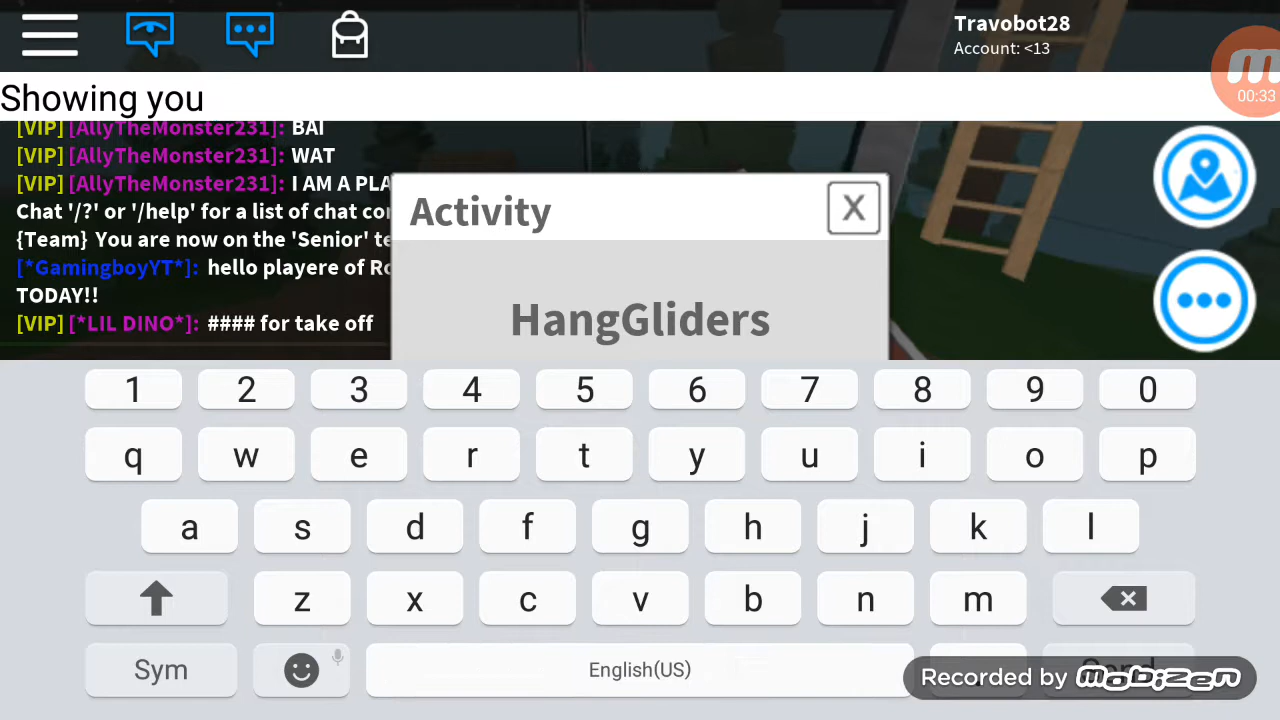 Travobot28
Account: <13
00:33
Showing you
[VIP] [AllyTheMonster231]: BAI
[VIP] [AllyTheMonster231]: WAT
[VIP] [AllyTheMonster231]: I AM A PLA
Chat '/?' or '/help' for a list of chat
{Team} You are now on the 'Senior'
[*GamingboyYT*]: hello playere of
TODAY!!
[VIP] [*LIL DINO*]: #### for take off
Activity
X
HangGliders
1 2 3 4 5 6 7 8 9 0
q w e r t y u i o p
a s d f g h j k l
z x c v b n m
Sym
English(US)
Send
Recorded by mobizen